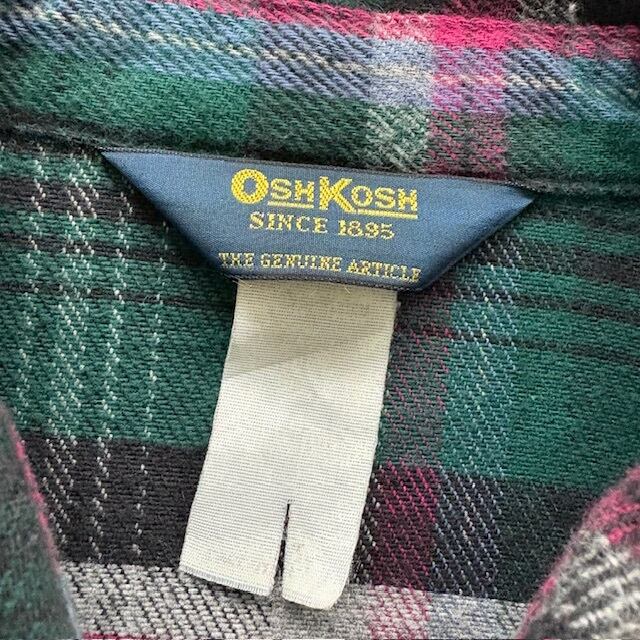 OSHKOSH
SINCE 1895
THE GENUINE ARTICLE